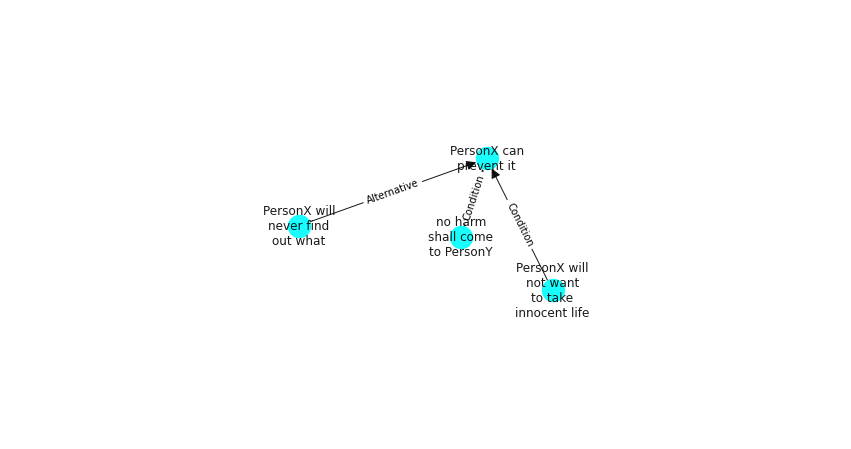 PersonX can
prevent it
Alternative
Condition
Condition
PersonX will
never find
out what
no harm
shall come
to PersonY
PersonX will
not want
to take
innocent life